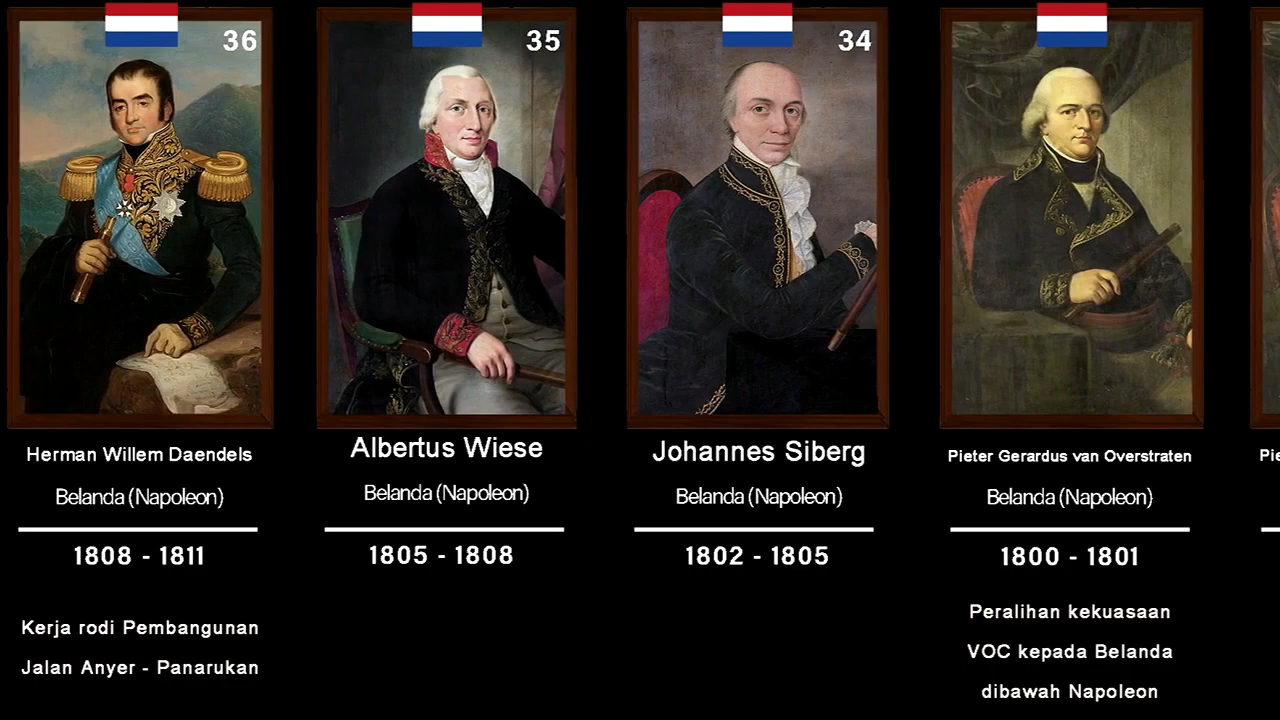 36
Herman Willem Daendels
Belanda (Napoleon)
1808 - 1811
Kerja rodi Pembangunan
Jalan Anyer - Panarukan
35
Albertus Wiese
Belanda (Napoleon)
1805 - 1808
34
Johannes Siberg
Belanda (Napoleon)
1802 - 1805
Pieter Gerardus van Overstraten
Belanda (Napoleon)
1800 - 1801
Peralihan kekuasaan
VOC kepada Belanda
dibawah Napoleon
Pie